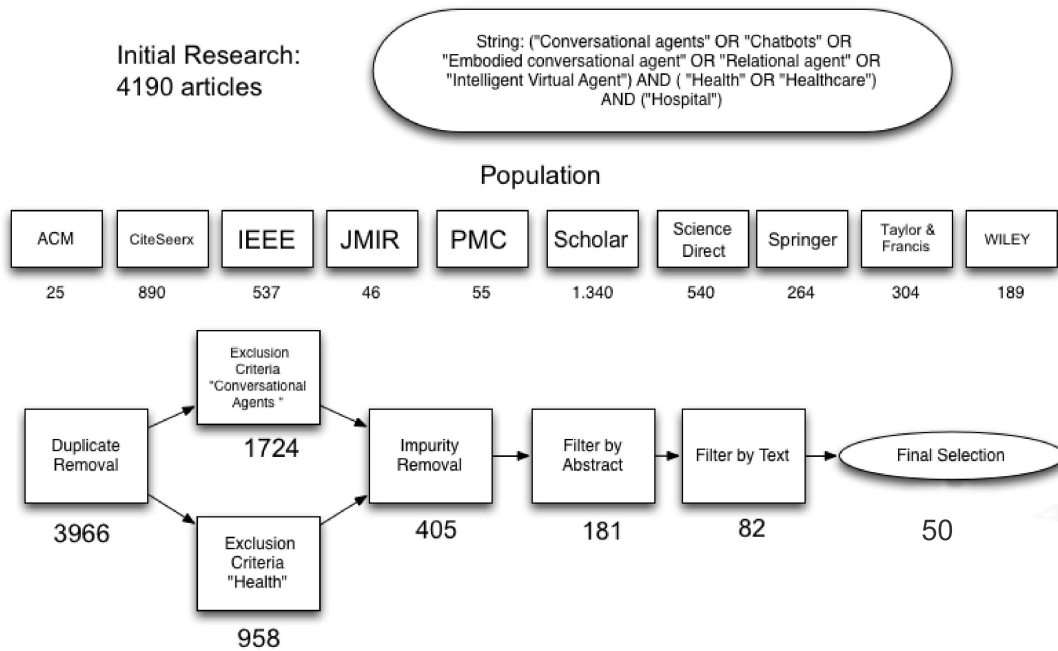 Initial Research:
4190 articles
String: ("Conversational agents" OR "Chatbots" OR
"Embodied conversational agent" OR "Relational agent" OR
"Intelligent Virtual Agent") AND ( "Health" OR "Healthcare")
AND ("Hospital")
Population
ACM
CiteSeerx
IEEE
JMIR
PMC
Scholar
Science
Direct
Springer
Taylor &
Francis
WILEY
25
890
537
46
55
1.340
540
264
304
189
Duplicate
Removal
3966
Exclusion
Criteria
"Conversational
Agents "
1724
Exclusion
Criteria
"Health"
958
Impurity
Removal
405
Filter by
Abstract
181
Filter by Text
82
Final Selection
50